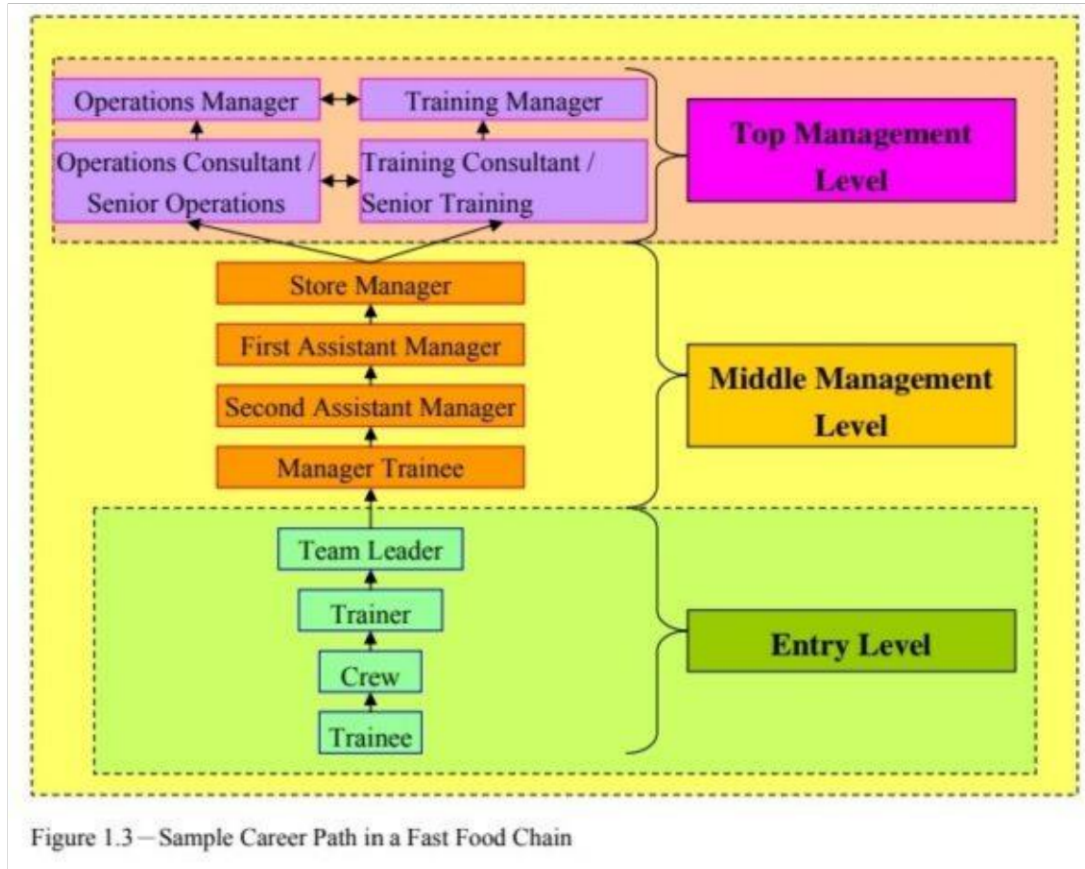 Operations Manager
Training Manager
Operations Consultant /
Senior Operations
Training Consultant /
Senior Training
Top Management
Level
Store Manager
First Assistant Manager
Second Assistant Manager
Manager Trainee
Middle Management
Level
Team Leader
Trainer
Crew
Trainee
Entry Level
Figure 1.3 – Sample Career Path in a Fast Food Chain